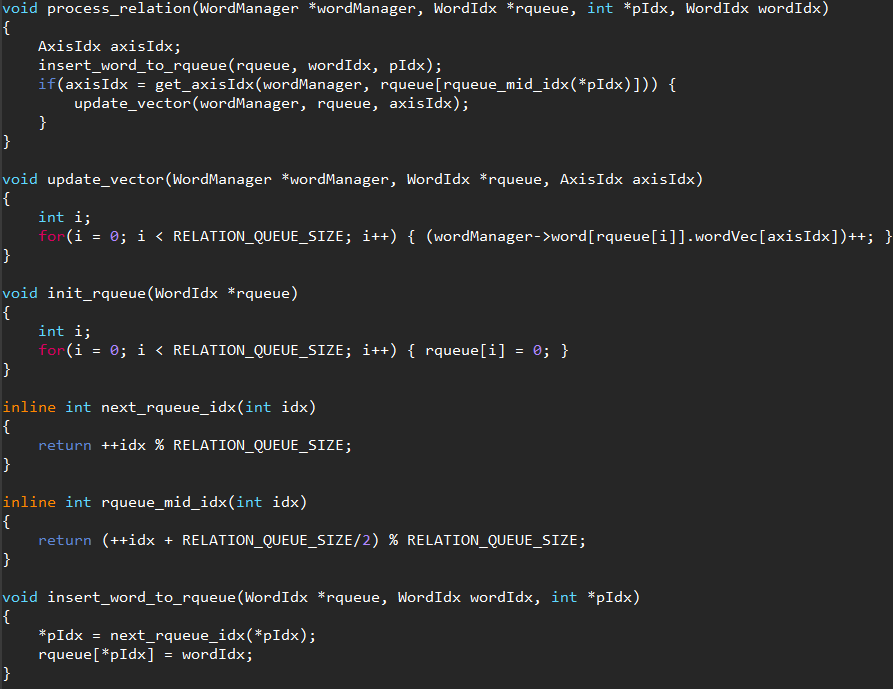 void process_relation(WordManager *wordManager, WordIdx *rqueue, int *pIdx, WordIdx wordIdx)
{
    AxisIdx axisIdx;
    insert_word_to_rqueue(rqueue, wordIdx, pIdx);
    if(axisIdx = get_axisIdx(wordManager, rqueue[rqueue_mid_idx(*pIdx)])) {
        update_vector(wordManager, rqueue, axisIdx);
    }
}

void update_vector(WordManager *wordManager, WordIdx *rqueue, AxisIdx axisIdx)
{
    int i;
    for(i = 0; i < RELATION_QUEUE_SIZE; i++) { (wordManager->word[rqueue[i]].wordVec[axisIdx])++; }
}

void init_rqueue(WordIdx *rqueue)
{
    int i;
    for(i = 0; i < RELATION_QUEUE_SIZE; i++) { rqueue[i] = 0; }
}

inline int next_rqueue_idx(int idx)
{
    return ++idx % RELATION_QUEUE_SIZE;
}

inline int rqueue_mid_idx(int idx)
{
    return (++idx + RELATION_QUEUE_SIZE/2) % RELATION_QUEUE_SIZE;
}

void insert_word_to_rqueue(WordIdx *rqueue, WordIdx wordIdx, int *pIdx)
{
    *pIdx = next_rqueue_idx(*pIdx);
    rqueue[*pIdx] = wordIdx;
}